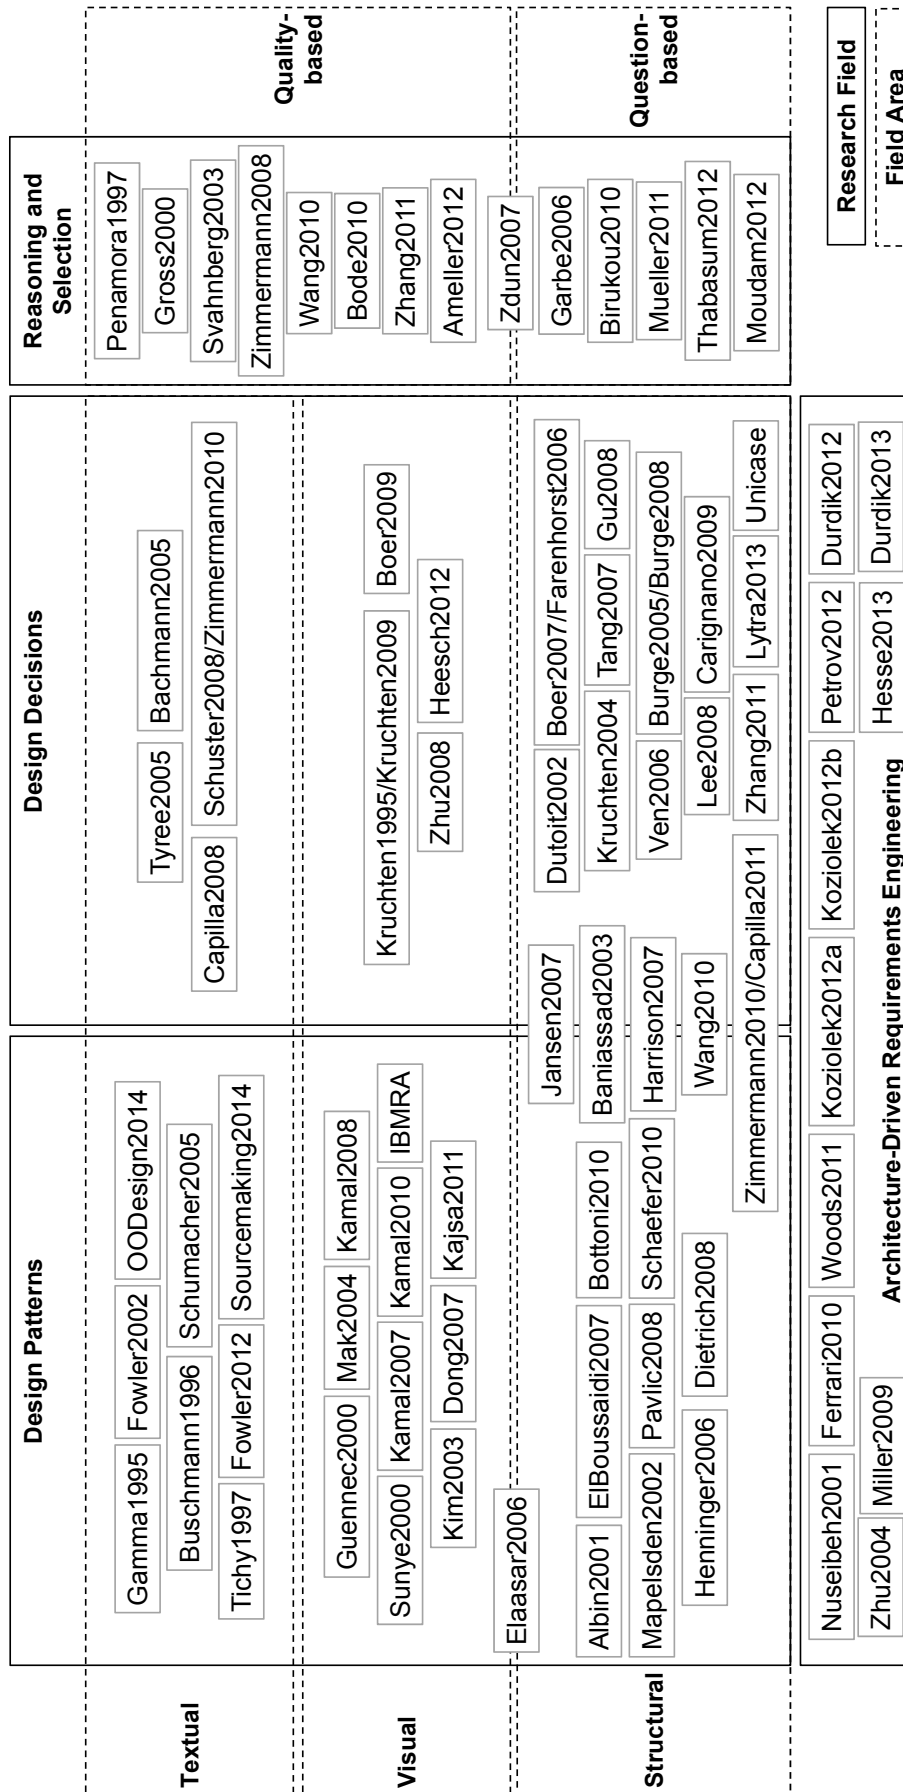 Design Patterns
Design Decisions
Reasoning and
Selection
Textual
Gamma1995
Fowler2002
OODesign2014
Buschmann1996
Schumacher2005
Tichy1997
Fowler2012
Sourcemaking2014
Tyree2005
Bachmann2005
Capilla2008
Schuster2008/Zimmermann2010
Visual
Guennec2000
Mak2004
Kamal2008
Sunye2000
Kamal2007
Kamal2010
IBMRA
Kim2003
Dong2007
Kajsa2011
Elaasar2006
Kruchten1995/Kruchten2009
Boer2009
Zhu2008
Heesch2012
Structural
Albin2001
ElBoussaidi2007
Bottoni2010
Mapelsden2002
Pavlic2008
Schaefer2010
Henninger2006
Dietrich2008
Jansen2007
Baniassad2003
Harrison2007
Wang2010
Zimmermann2010/Capilla2011
Dutoit2002
Boer2007/Farenhorst2006
Kruchten2004
Tang2007
Gu2008
Ven2006
Burge2005/Burge2008
Lee2008
Carignano2009
Zhang2011
Lytra2013
Unicase
Penamora1997
Gross2000
Svahnberg2003
Zimmermann2008
Wang2010
Bode2010
Zhang2011
Ameller2012
Zdun2007
Garbe2006
Birukou2010
Mueller2011
Thabasum2012
Moudam2012
Quality-
based
Question-
based
Nuseibeh2001
Ferrari2010
Woods2011
Koziolek2012a
Koziolek2012b
Petrov2012
Durdik2012
Zhu2004
Miller2009
Hesse2013
Durdik2013
Architecture-Driven Requirements Engineering
Research Field
Field Area